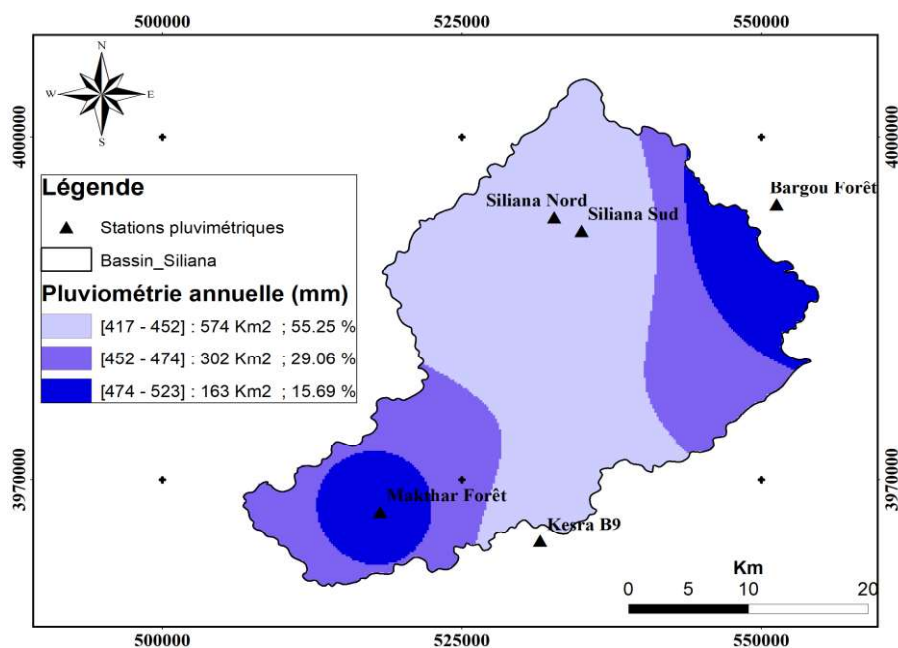 500000 525000 550000
N
W E
S
4000000 4000000
Légende
Stations pluvimétriques
Bassin_Siliana
Pluviométrie annuelle (mm)
[417 - 452] : 574 Km2 ; 55.25 %
[452 - 474] : 302 Km2 ; 29.06 %
[474 - 523] : 163 Km2 ; 15.69 %
Bargou Forêt
Siliana Nord
Siliana Sud
3970000 3970000
Makthar Forêt
Kesra B9
Km
0 5 10 20
500000 525000 550000